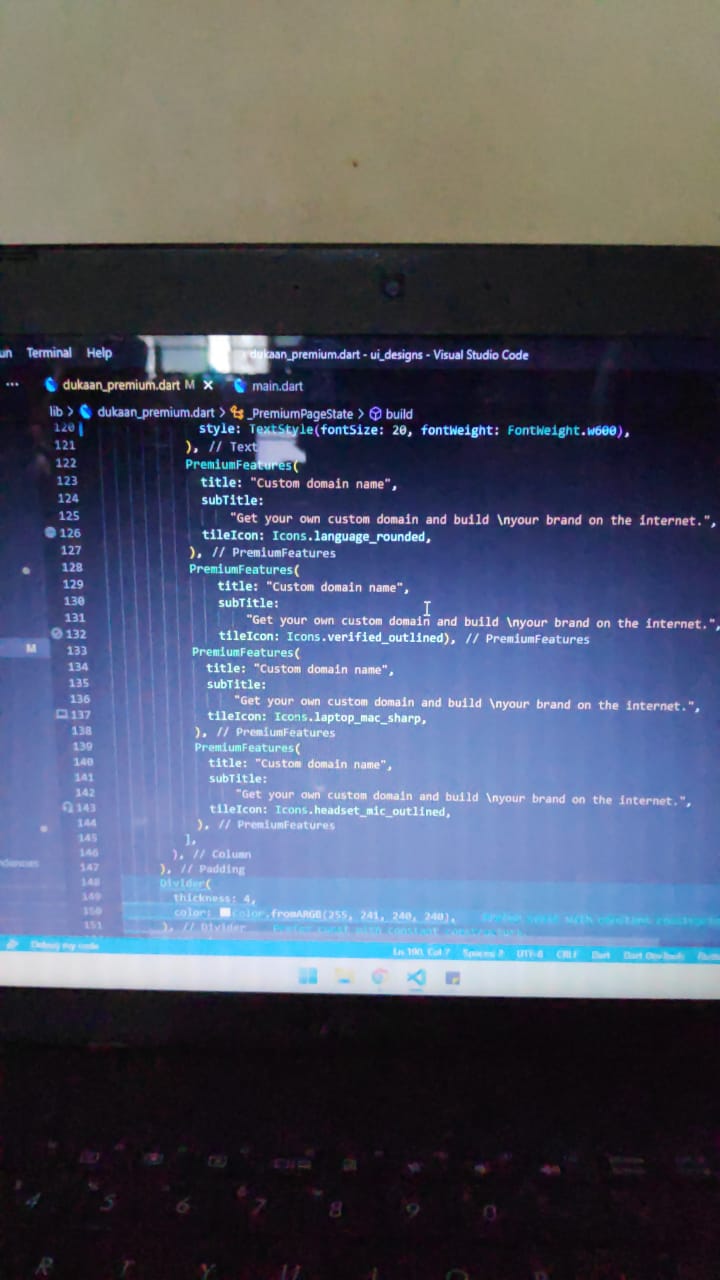 Terminal Help
dukaan_premium.dart - ui_designs - Visual Studio Code
... dukaan_premium.dart M × main.dart
lib > dukaan_premium.dart > _PremiumPageState > build
120 style: TextStyle(fontSize: 20, fontWeight: FontWeight.w600),
121 ), // Text
122 PremiumFeatures(
123 title: "Custom domain name",
124 subTitle:
125 "Get your own custom domain and build \nyour brand on the internet.",
126 tileIcon: Icons.language_rounded,
127 ), // PremiumFeatures
128 PremiumFeatures(
129 title: "Custom domain name",
130 subTitle:
131 "Get your own custom domain and build \nyour brand on the internet.",
132 tileIcon: Icons.verified_outlined), // PremiumFeatures
M
133 PremiumFeatures(
134 title: "Custom domain name",
135 subTitle:
136 "Get your own custom domain and build \nyour brand on the internet.",
137 tileIcon: Icons.laptop_mac_sharp,
138 ), // PremiumFeatures
139 PremiumFeatures(
140 title: "Custom domain name",
141 subTitle:
142 "Get your own custom domain and build \nyour brand on the internet.",
143 tileIcon: Icons.headset_mic_outlined,
144 ), // PremiumFeatures
145 ],
146 ), // Column
147 ), // Padding
148 Divider(
149 thickness: 4,
150 color: Color.fromARGB(255, 241, 240, 240),
151 ), // Divider
Debug my code
Ln 190, Col 7 Spaces: 2 UTF-8 CRLF Dart Dart DevTools
4 5 6 7 8 9 0
R T Y U